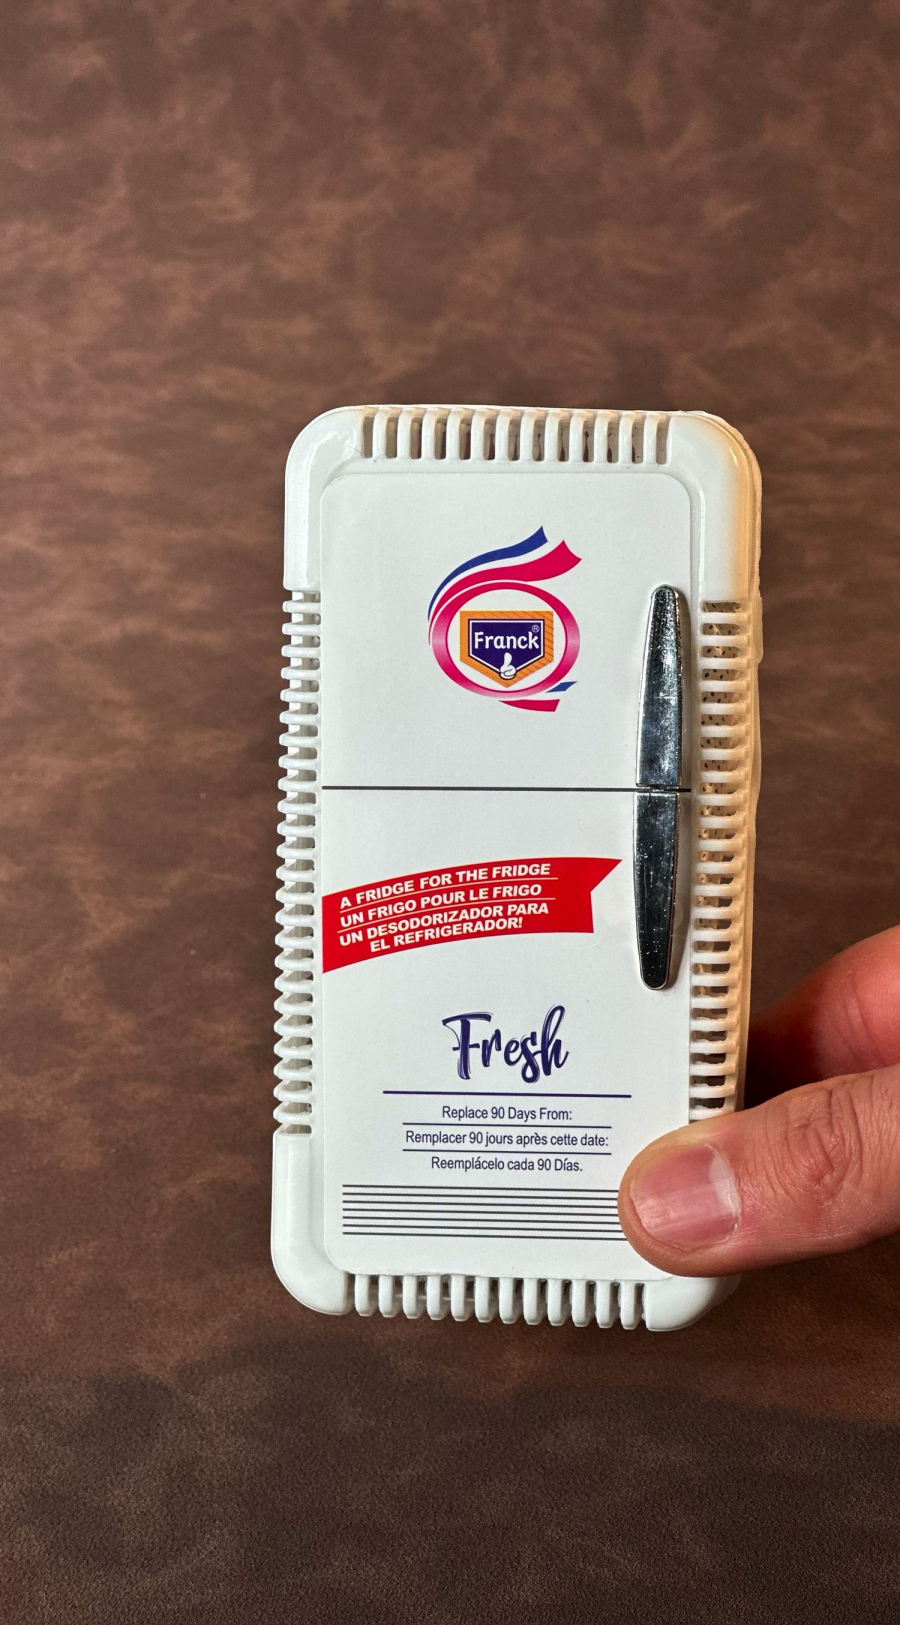 Franck®
A FRIDGE FOR THE FRIDGE
UN FRIGO POUR LE FRIGO
UN DESODORIZADOR PARA
EL REFRIGERADOR!
Fresh
Replace 90 Days From:
Remplacer 90 jours après cette date:
Reemplácelo cada 90 Días.